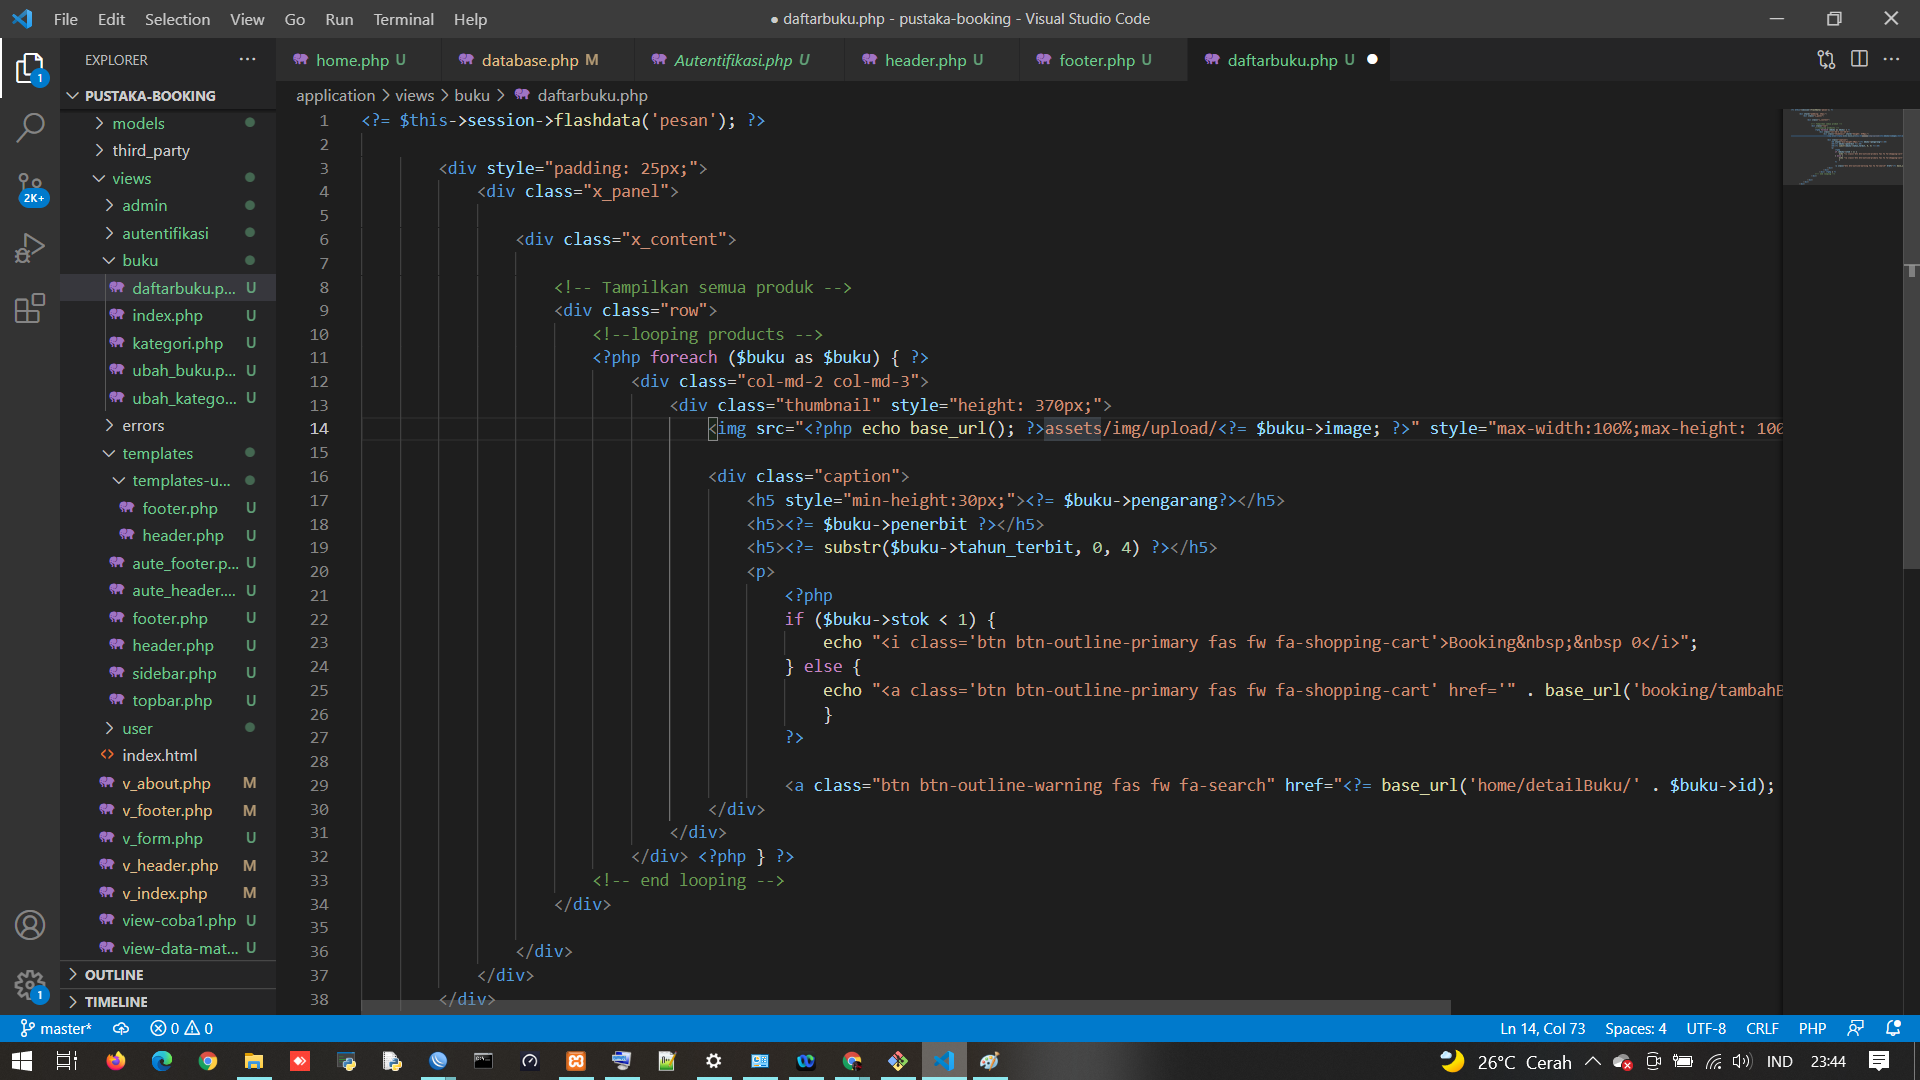 File Edit Selection View Go Run Terminal Help
● daftarbuku.php - pustaka-booking - Visual Studio Code
EXPLORER
home.php U
database.php M
Autentifikasi.php U
header.php U
footer.php U
daftarbuku.php U
PUSTAKA-BOOKING
application > views > buku > daftarbuku.php
models
third_party
views
admin
autentifikasi
buku
daftarbuku.p... U
index.php U
kategori.php U
ubah_buku.p... U
ubah_katego... U
errors
templates
templates-u...
footer.php U
header.php U
aute_footer.p... U
aute_header.... U
footer.php U
header.php U
sidebar.php U
topbar.php U
user
index.html
v_about.php M
v_footer.php M
v_form.php U
v_header.php M
v_index.php M
view-coba1.php U
view-data-mat... U
OUTLINE
TIMELINE
1
2K+
1
1 <?= $this->session->flashdata('pesan'); ?>
2
3 <div style="padding: 25px;">
4 <div class="x_panel">
5
6 <div class="x_content">
7
8 <!-- Tampilkan semua produk -->
9 <div class="row">
10 <!--looping products -->
11 <?php foreach ($buku as $buku) { ?>
12 <div class="col-md-2 col-md-3">
13 <div class="thumbnail" style="height: 370px;">
14 <img src="<?php echo base_url(); ?>assets/img/upload/<?= $buku->image; ?>" style="max-width:100%;max-height: 100
15
16 <div class="caption">
17 <h5 style="min-height:30px;"><?= $buku->pengarang?></h5>
18 <h5><?= $buku->penerbit ?></h5>
19 <h5><?= substr($buku->tahun_terbit, 0, 4) ?></h5>
20 <p>
21 <?php
22 if ($buku->stok < 1) {
23 echo "<i class='btn btn-outline-primary fas fw fa-shopping-cart'>Booking&nbsp;&nbsp 0</i>";
24 } else {
25 echo "<a class='btn btn-outline-primary fas fw fa-shopping-cart' href='" . base_url('booking/tambahB
26 }
27 ?>
28
29 <a class="btn btn-outline-warning fas fw fa-search" href="<?= base_url('home/detailBuku/' . $buku->id);
30 </div>
31 </div>
32 </div> <?php } ?>
33 <!-- end looping -->
34 </div>
35
36 </div>
37 </div>
38 </div>
master* 0 0
Ln 14, Col 73 Spaces: 4 UTF-8 CRLF PHP
26°C Cerah IND 23:44